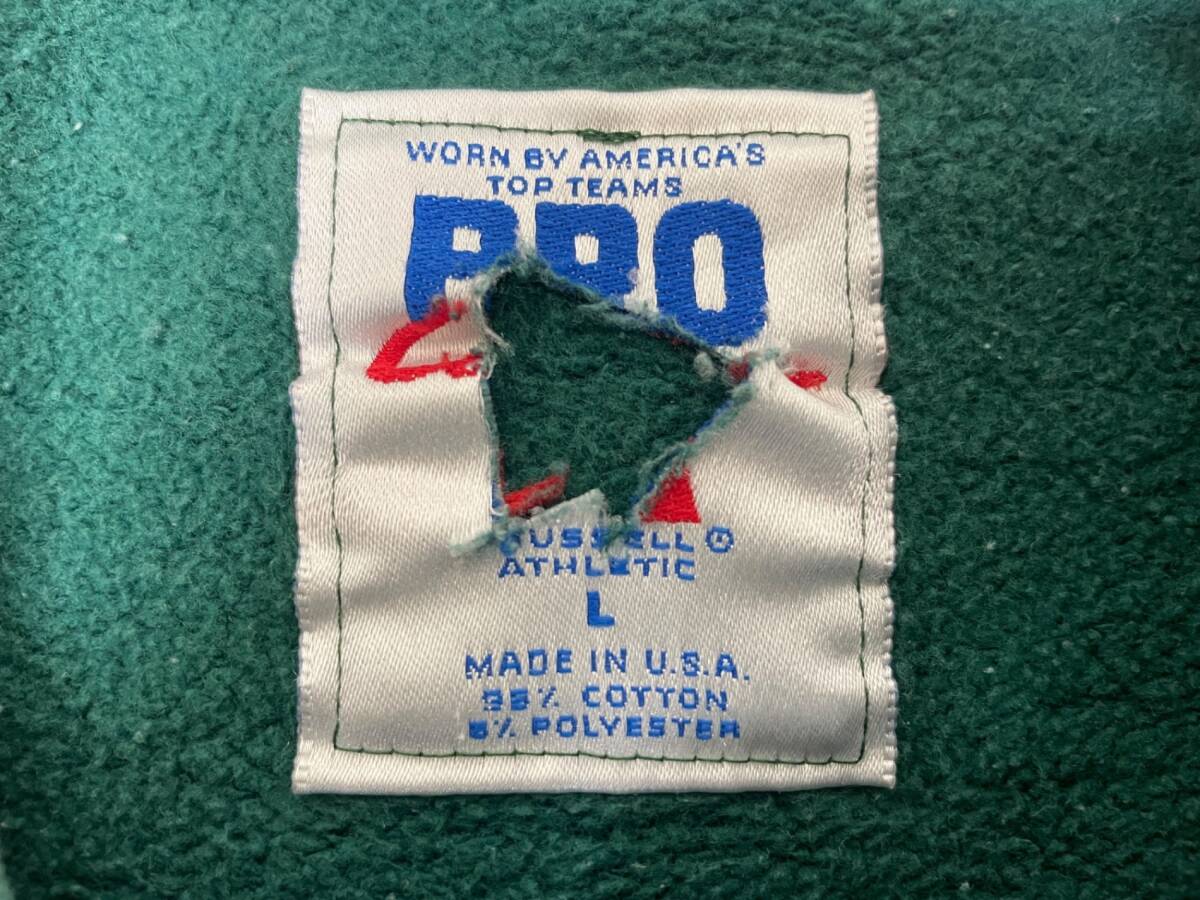 WORN BY AMERICA'S
TOP TEAMS
PRO
RUSSELL ®
ATHLETIC
L
MADE IN U.S.A.
95% COTTON
5% POLYESTER